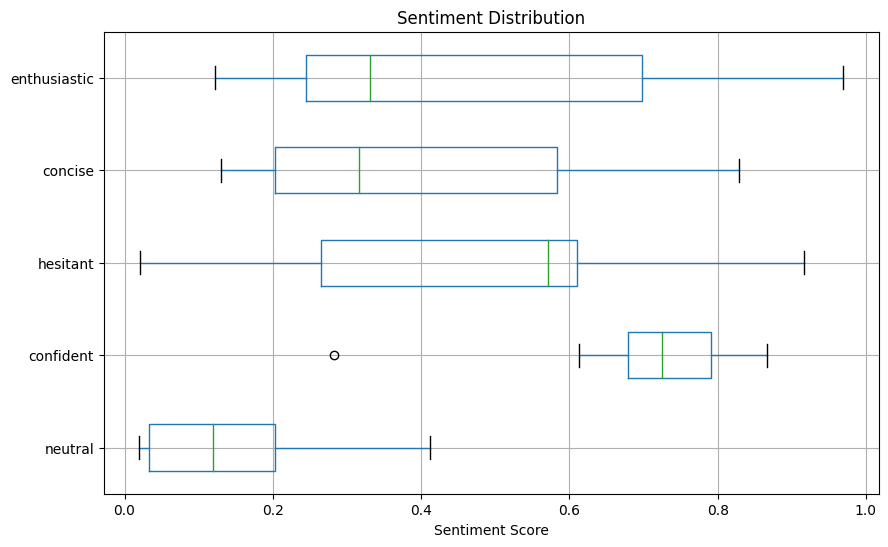 Sentiment Distribution
enthusiastic
concise
hesitant
confident
neutral
0.0 0.2 0.4 0.6 0.8 1.0
Sentiment Score